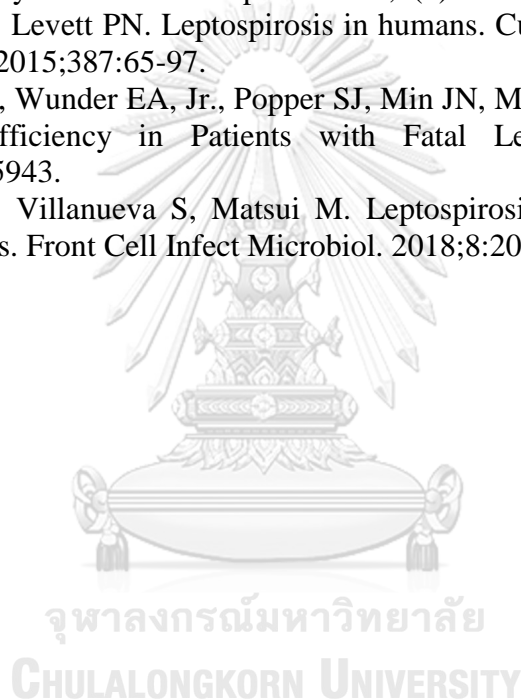 Levett PN. Leptospirosis in humans. Cu
2015;387:65-97.
, Wunder EA, Jr., Popper SJ, Min JN, M
fficiency in Patients with Fatal Le
5943.
Villanueva S, Matsui M. Leptospirosi
s. Front Cell Infect Microbiol. 2018;8:20
จุฬาลงกรณ์มหาวิทยาลัย
CHULALONGKORN UNIVERSITY